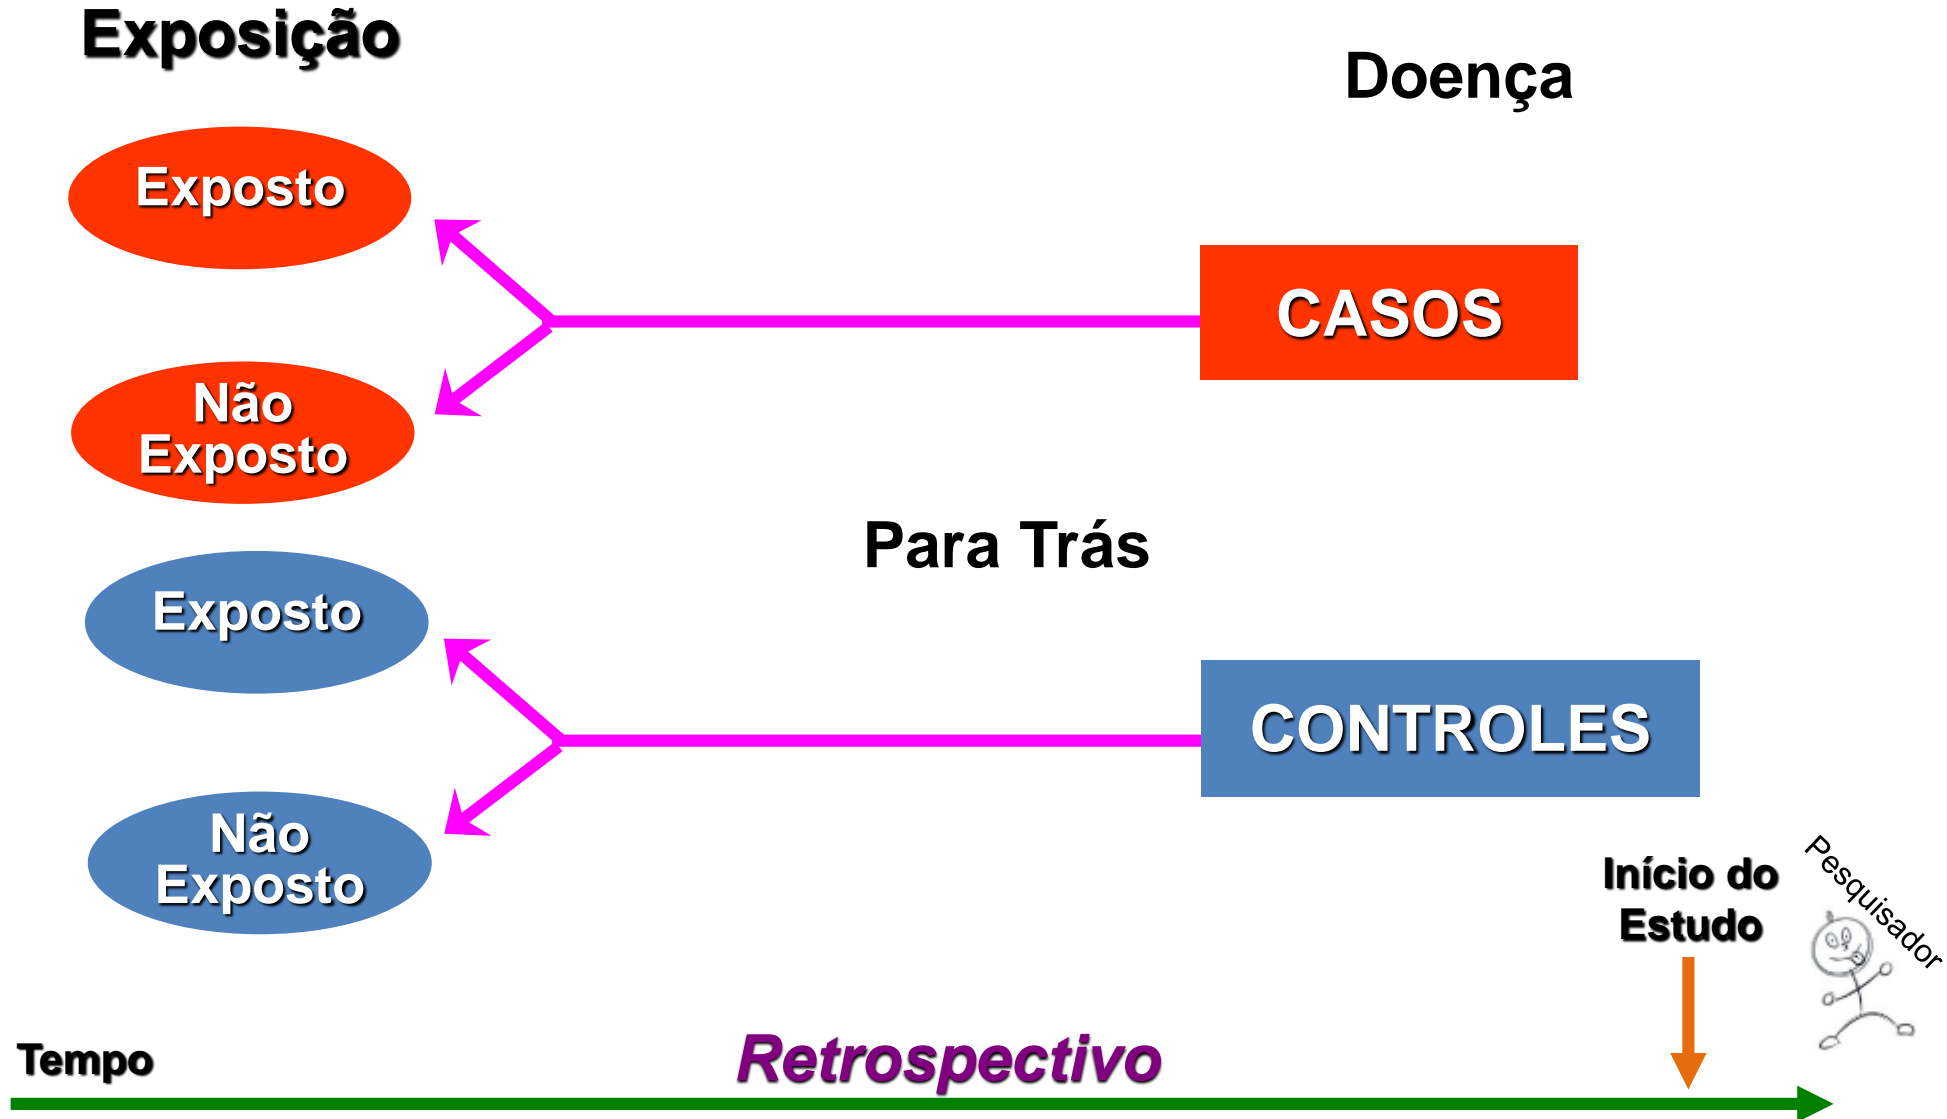 Exposição
Doença
Exposto
CASOS
Não
Exposto
Para Trás
Exposto
CONTROLES
Não
Exposto
Início do
Estudo
Pesquisador
Tempo
Retrospectivo